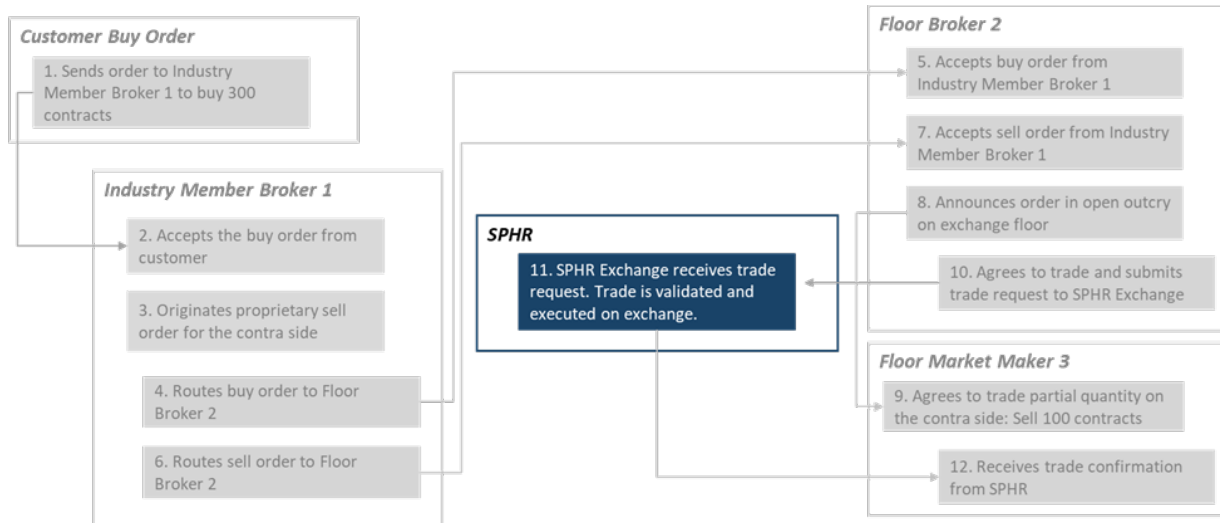 Customer Buy Order
1. Sends order to Industry
Member Broker 1 to buy 300
contracts
Industry Member Broker 1
2. Accepts the buy order from
customer
3. Originates proprietary sell
order for the contra side
4. Routes buy order to Floor
Broker 2
6. Routes sell order to Floor
Broker 2
SPHR
11. SPHR Exchange receives trade
request. Trade is validated and
executed on exchange.
Floor Broker 2
5. Accepts buy order from
Industry Member Broker 1
7. Accepts sell order from Industry
Member Broker 1
8. Announces order in open outcry
on exchange floor
10. Agrees to trade and submits
trade request to SPHR Exchange
Floor Market Maker 3
9. Agrees to trade partial quantity on
the contra side: Sell 100 contracts
12. Receives trade confirmation
from SPHR